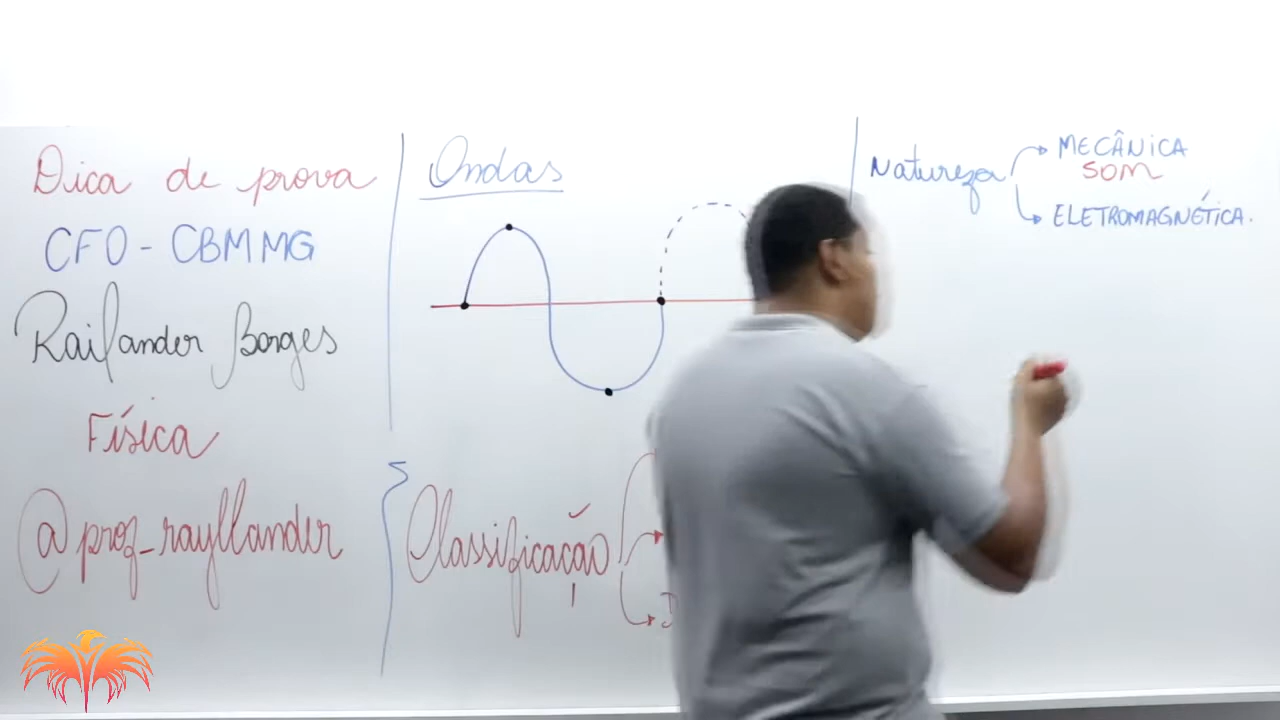 Dica de prova
CFO - CBMMG
Railander Borges
Física
@prof_rayllander
Ondas
Classificação
Natureza
MECÂNICA
SOM
ELETROMAGNÉTICA.